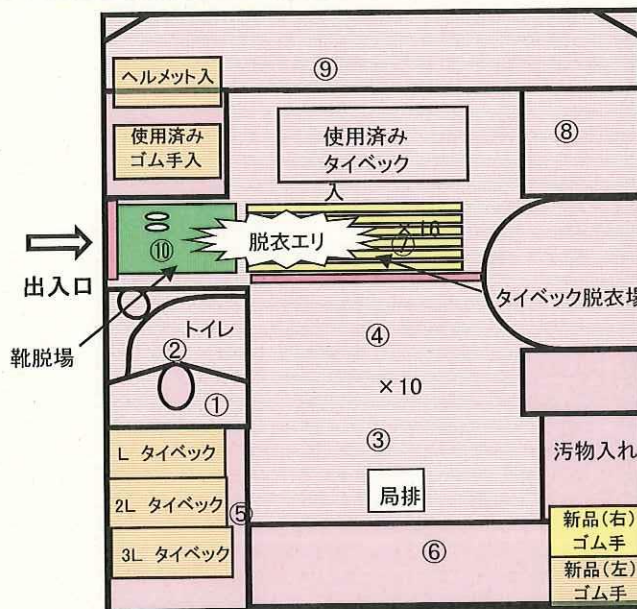 ⑨
ヘルメット入
使用済み
ゴム手入
使用済み
タイベック
入
⑧
出入口
⑩
脱衣エリ
×16
⑦
タイベック脱衣場
靴脱場
トイレ
②
①
④
×10
③
局排
L タイベック
2L タイベック
3L タイベック
⑤
⑥
汚物入れ
新品(右)
ゴム手
新品(左)
ゴム手